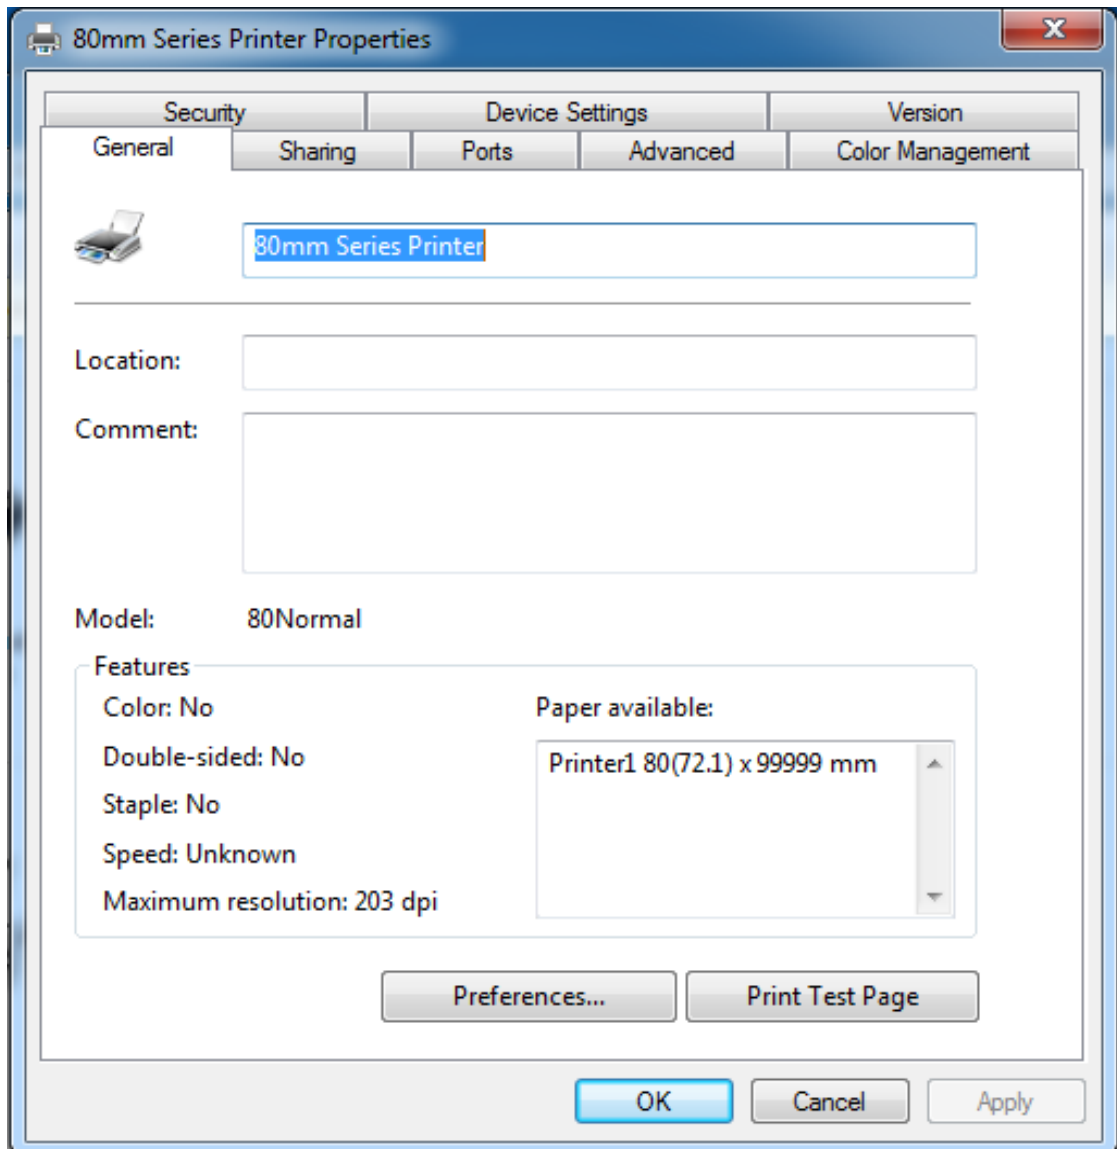 80mm Series Printer Properties
Security Device Settings Version
General Sharing Ports Advanced Color Management
80mm Series Printer
Location:
Comment:
Model: 80Normal
Features
Color: No Paper available:
Double-sided: No Printer1 80(72.1) x 99999 mm
Staple: No
Speed: Unknown
Maximum resolution: 203 dpi
Preferences... Print Test Page
OK Cancel Apply